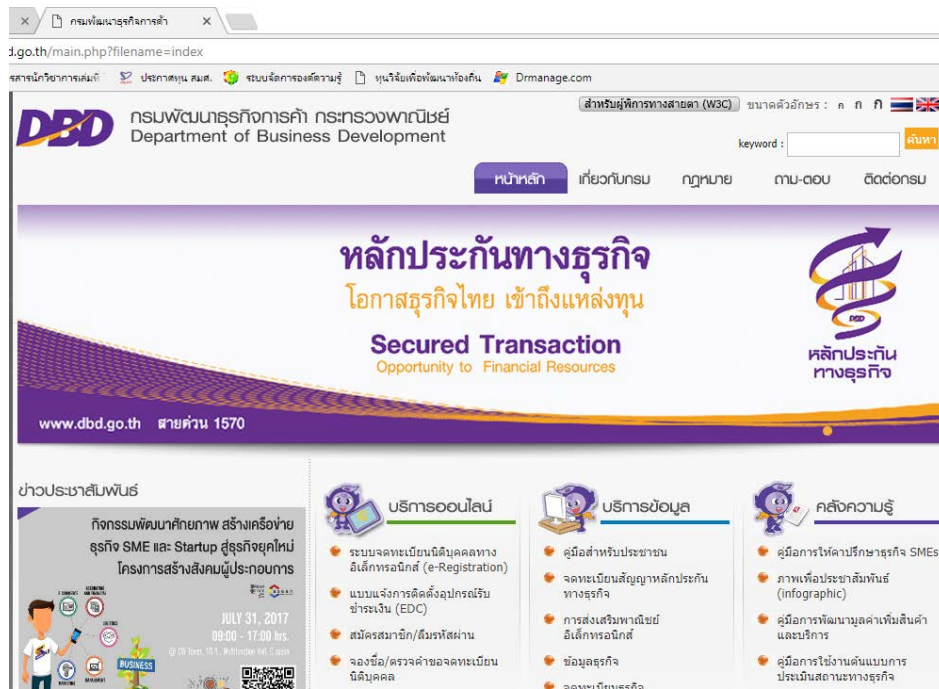 กรมพัฒนาธุรกิจการค้า
d.go.th/main.php?filename=index
ประกาศทุน สมศ. ระบบจัดการองค์ความรู้ ทุนวิจัยเพื่อพัฒนาท้องถิ่น Drmanage.com
สำหรับผู้พิการทางสายตา (W3C) ขนาดตัวอักษร : ก ก ก
DBD กรมพัฒนาธุรกิจการค้า กระทรวงพาณิชย์
Department of Business Development
keyword : ค้นหา
หน้าหลัก เกี่ยวกับกรม กฎหมาย ถาม-ตอบ ติดต่อกรม
หลักประกันทางธุรกิจ
โอกาสธุรกิจไทย เข้าถึงแหล่งทุน
Secured Transaction
Opportunity to Financial Resources
DBD
หลักประกัน
ทางธุรกิจ
www.dbd.go.th สายด่วน 1570
ข่าวประชาสัมพันธ์
กิจกรรมพัฒนาศักยภาพ สร้างเครือข่าย
ธุรกิจ SME และ Startup สู่ธุรกิจยุคใหม่
โครงการสร้างสังคมผู้ประกอบการ
JULY 31, 2017
09:00 - 17:00 hrs.
BUSINESS
บริการออนไลน์
ระบบจดทะเบียนนิติบุคคลทาง
อิเล็กทรอนิกส์ (e-Registration)
แบบแจ้งการติดตั้งอุปกรณ์รับ
ชำระเงิน (EDC)
สมัครสมาชิก/ลืมรหัสผ่าน
จองชื่อ/ตรวจคำขอจดทะเบียน
นิติบุคคล
บริการข้อมูล
คู่มือสำหรับประชาชน
จดทะเบียนสัญญาหลักประกัน
ทางธุรกิจ
การส่งเสริมพาณิชย์
อิเล็กทรอนิกส์
ข้อมูลธุรกิจ
จดทะเบียนธุรกิจ
คลังความรู้
คู่มือการให้คำปรึกษาธุรกิจ SMEs
ภาพเพื่อประชาสัมพันธ์
(infographic)
คู่มือการพัฒนามูลค่าเพิ่มสินค้า
และบริการ
คู่มือการใช้งานต้นแบบการ
ประเมินสถานะทางธุรกิจ